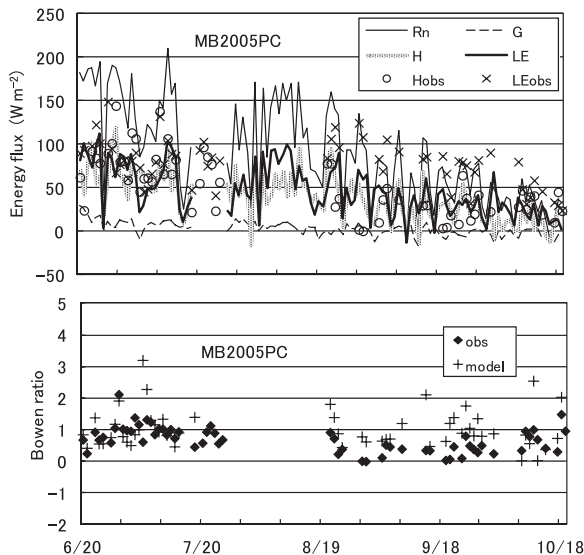 300
250
200
150
100
50
0
−50
Energy flux (W m⁻²)
MB2005PC
Rn
G
H
LE
Hobs
LEobs
5
4
3
2
1
0
−1
−2
Bowen ratio
MB2005PC
obs
model
6/20
7/20
8/19
9/18
10/18